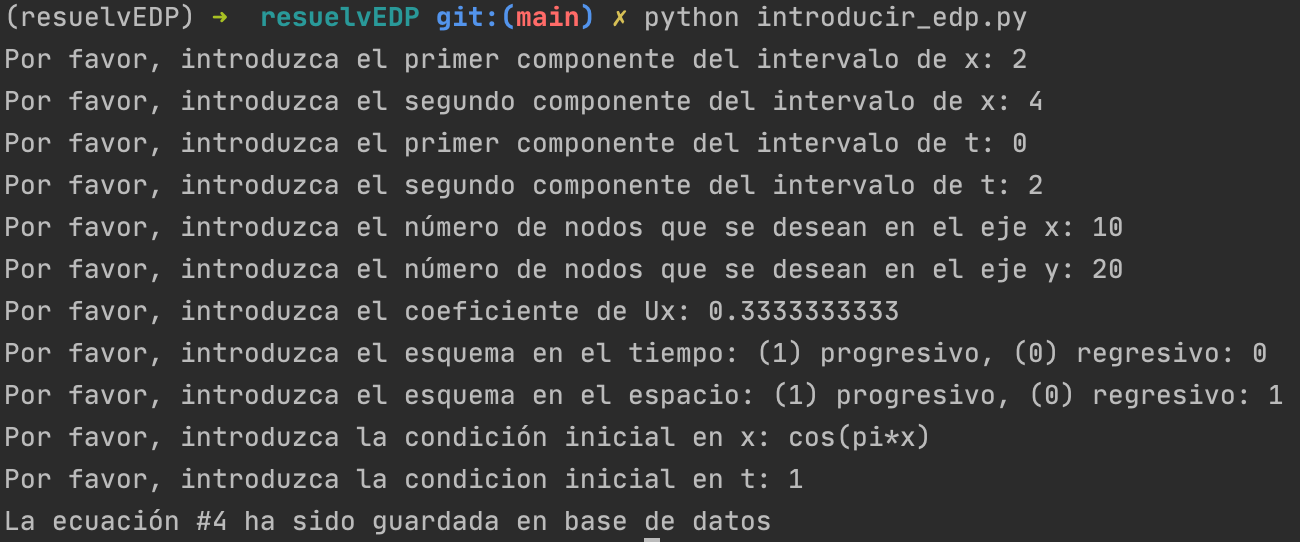 (resuelvEDP) → resuelvEDP git:(main) ✗ python introducir_edp.py
Por favor, introduzca el primer componente del intervalo de x: 2
Por favor, introduzca el segundo componente del intervalo de x: 4
Por favor, introduzca el primer componente del intervalo de t: 0
Por favor, introduzca el segundo componente del intervalo de t: 2
Por favor, introduzca el número de nodos que se desean en el eje x: 10
Por favor, introduzca el número de nodos que se desean en el eje y: 20
Por favor, introduzca el coeficiente de Ux: 0.3333333333
Por favor, introduzca el esquema en el tiempo: (1) progresivo, (0) regresivo: 0
Por favor, introduzca el esquema en el espacio: (1) progresivo, (0) regresivo: 1
Por favor, introduzca la condición inicial en x: cos(pi*x)
Por favor, introduzca la condicion inicial en t: 1
La ecuación #4 ha sido guardada en base de datos